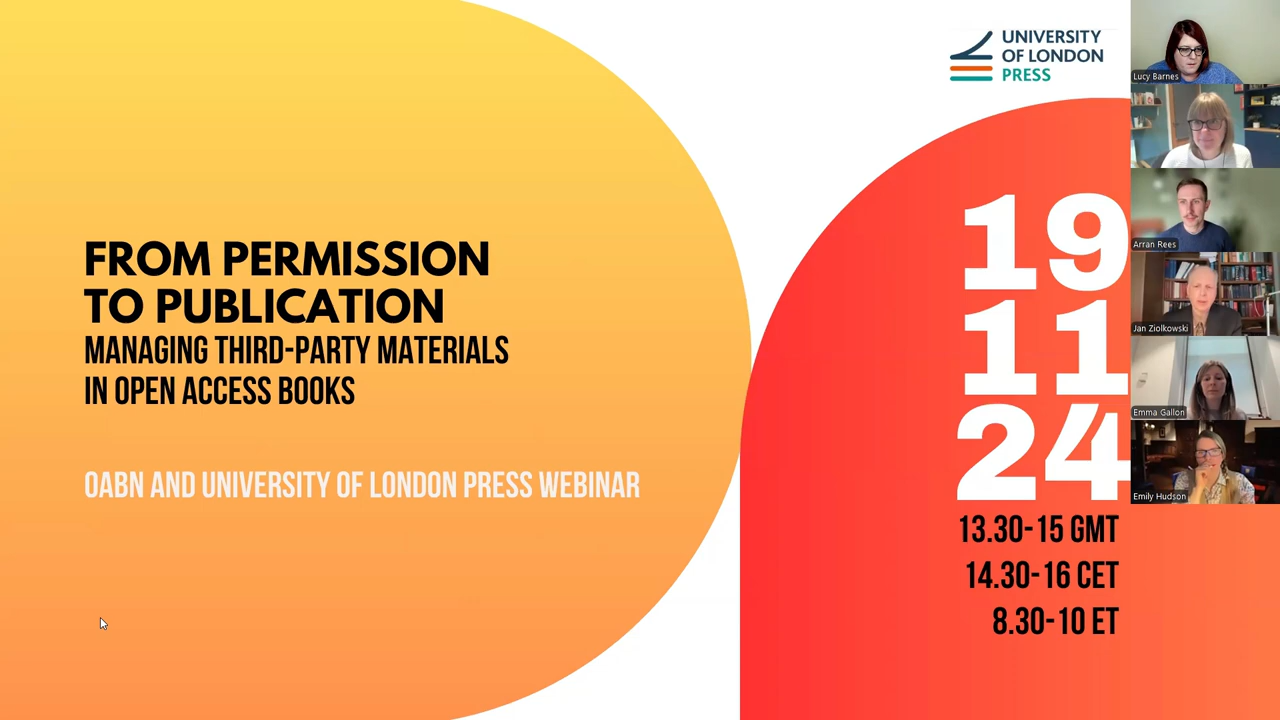 FROM PERMISSION
TO PUBLICATION
MANAGING THIRD-PARTY MATERIALS
IN OPEN ACCESS BOOKS
OABN AND UNIVERSITY OF LONDON PRESS WEBINAR
UNIVERSITY
OF LONDON
PRESS
19
11
24
13.30-15 GMT
14.30-16 CET
8.30-10 ET
Lucy Barnes
Arran Rees
Jan Ziolkowski
Emma Gallon
Emily Hudson